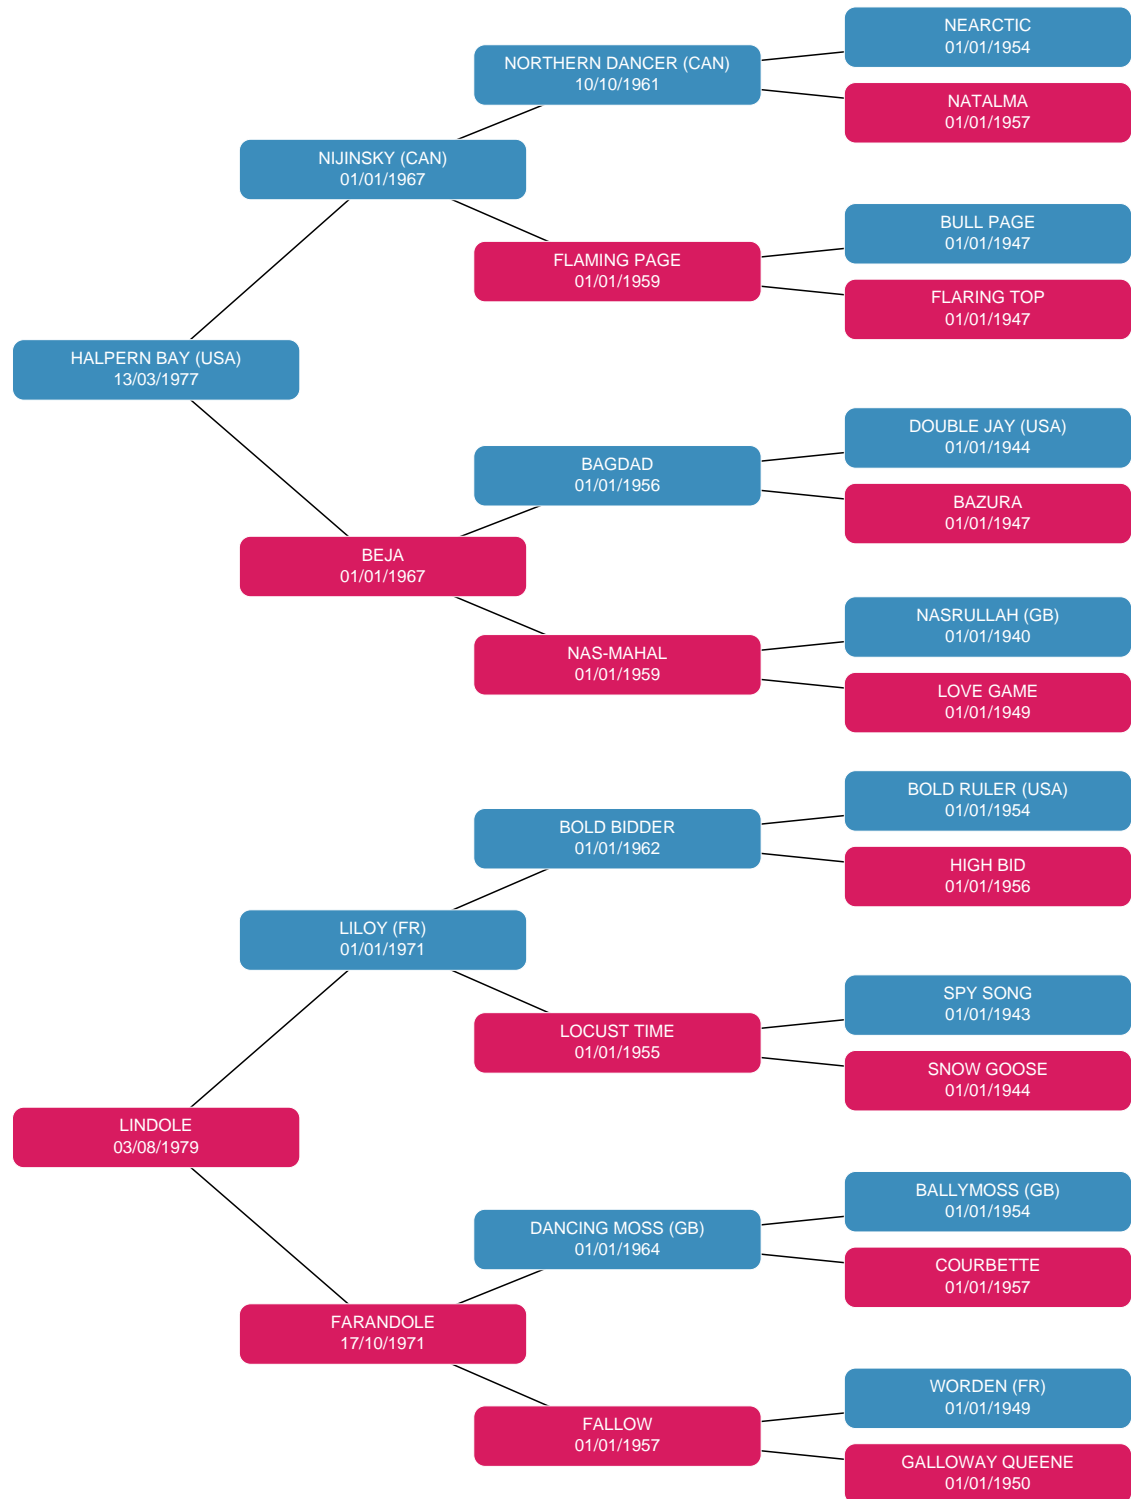 NEARCTIC
01/01/1954
NORTHERN DANCER (CAN)
10/10/1961
NATALMA
01/01/1957
NIJINSKY (CAN)
01/01/1967
BULL PAGE
01/01/1947
FLAMING PAGE
01/01/1959
FLARING TOP
01/01/1947
HALPERN BAY (USA)
13/03/1977
DOUBLE JAY (USA)
01/01/1944
BAGDAD
01/01/1956
BAZURA
01/01/1947
BEJA
01/01/1967
NASRULLAH (GB)
01/01/1940
NAS-MAHAL
01/01/1959
LOVE GAME
01/01/1949
BOLD RULER (USA)
01/01/1954
BOLD BIDDER
01/01/1962
HIGH BID
01/01/1956
LILOY (FR)
01/01/1971
SPY SONG
01/01/1943
LOCUST TIME
01/01/1955
SNOW GOOSE
01/01/1944
LINDOLE
03/08/1979
BALLYMOSS (GB)
01/01/1954
DANCING MOSS (GB)
01/01/1964
COURBETTE
01/01/1957
FARANDOLE
17/10/1971
WORDEN (FR)
01/01/1949
FALLOW
01/01/1957
GALLOWAY QUEENE
01/01/1950